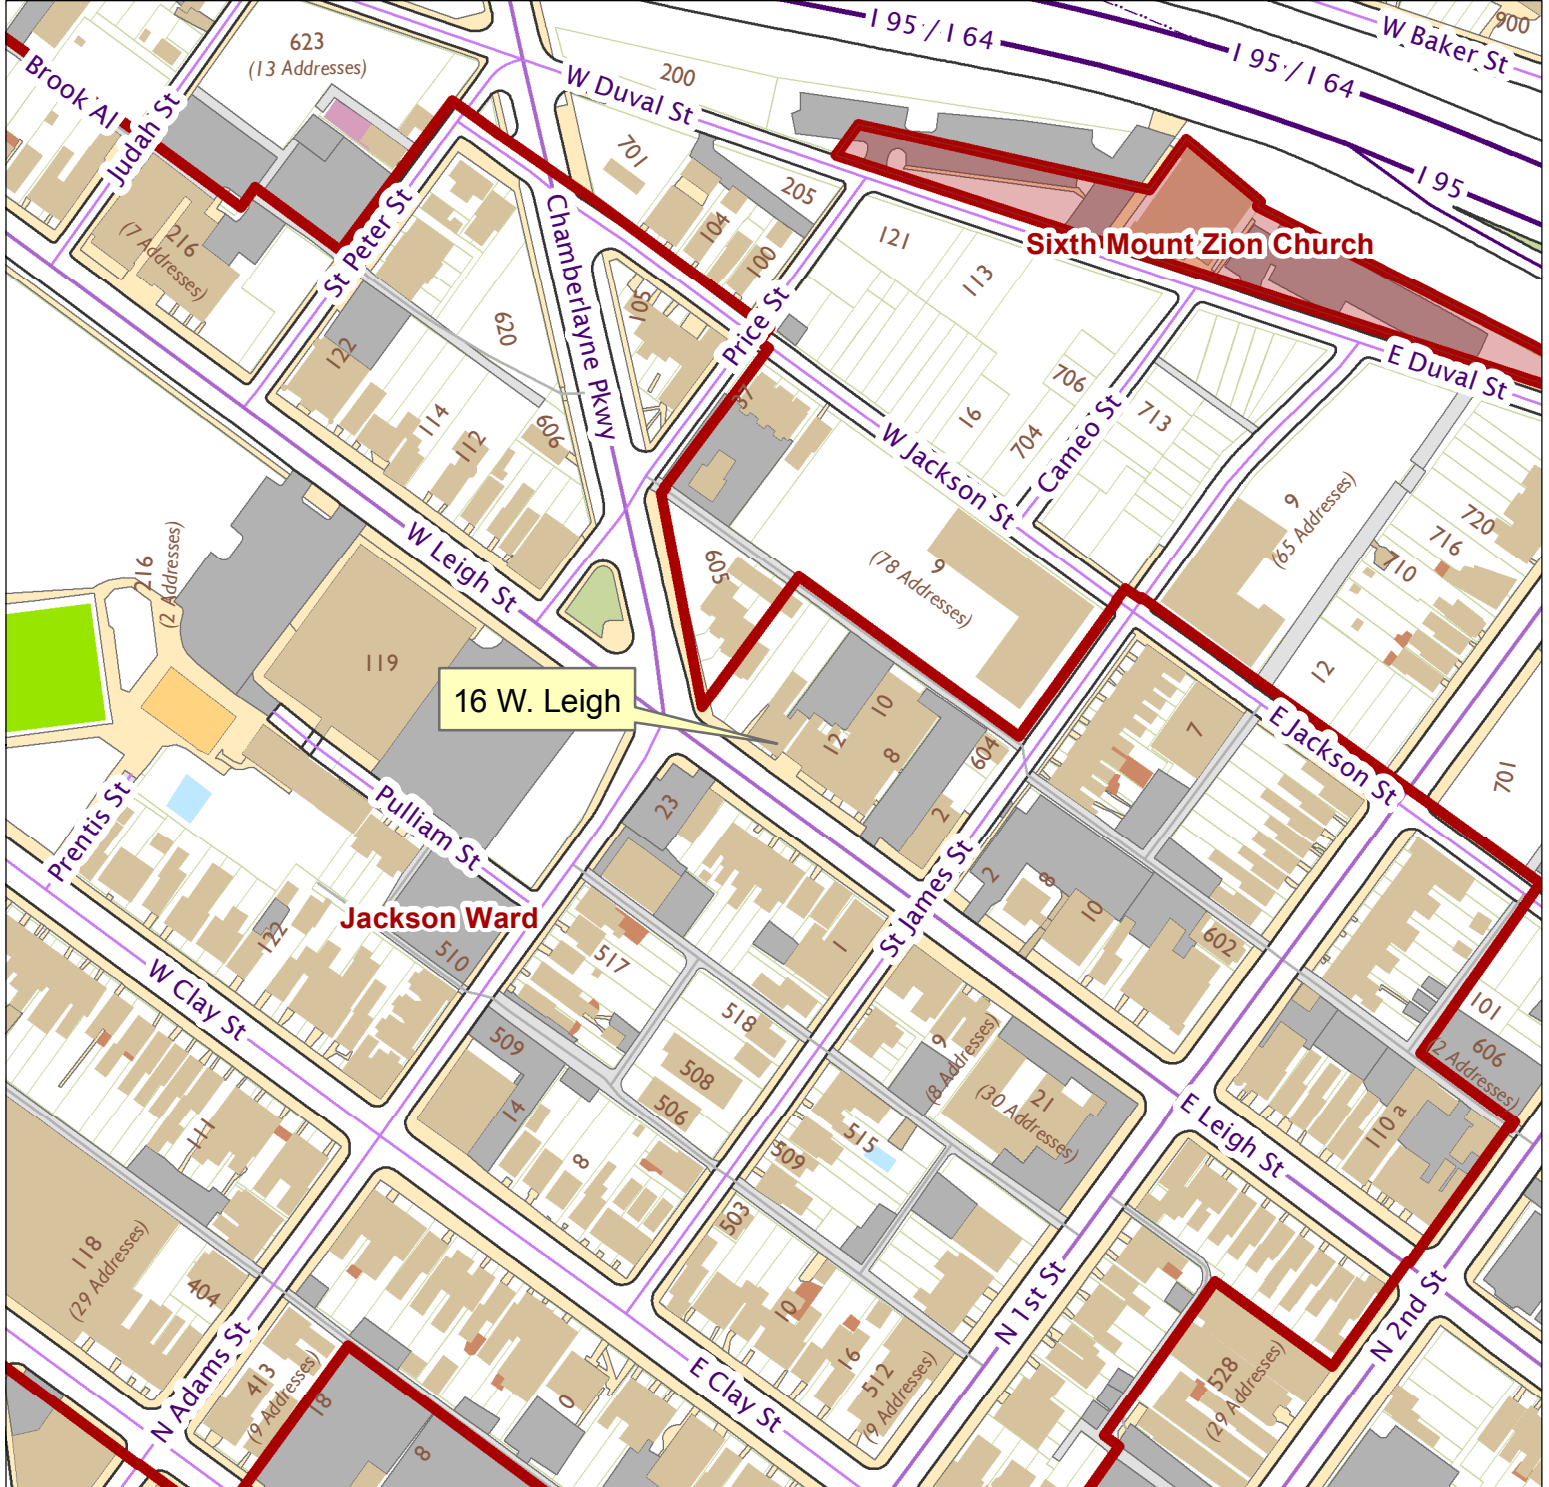 I 95 / I 64
W Baker St
900
I 95 / I 64
623
(13 Addresses)
Brook Al
Judah St
200
W Duval St
I 95
701
205
104
100
121
113
Sixth Mount Zion Church
216
(7 Addresses)
St Peter St
Chamberlayne Pkwy
105
Price St
620
122
E Duval St
706
Cameo St
713
37
16
704
W Jackson St
114
112
606
9
(65 Addresses)
720
716
710
W Leigh St
216
(2 Addresses)
605
9
(78 Addresses)
12
119
16 W. Leigh
10
12
8
604
7
E Jackson St
701
Prentis St
Pulliam St
23
2
St James St
2
8
10
602
Jackson Ward
122
510
517
1
W Clay St
518
101
606
(2 Addresses)
509
508
506
9
(8 Addresses)
21
(30 Addresses)
14
515
E Leigh St
110 a
111
8
509
503
118
(29 Addresses)
404
N Adams St
N 1st St
N 2nd St
10
16
512
(9 Addresses)
528
(29 Addresses)
413
(9 Addresses)
18
E Clay St
0
8